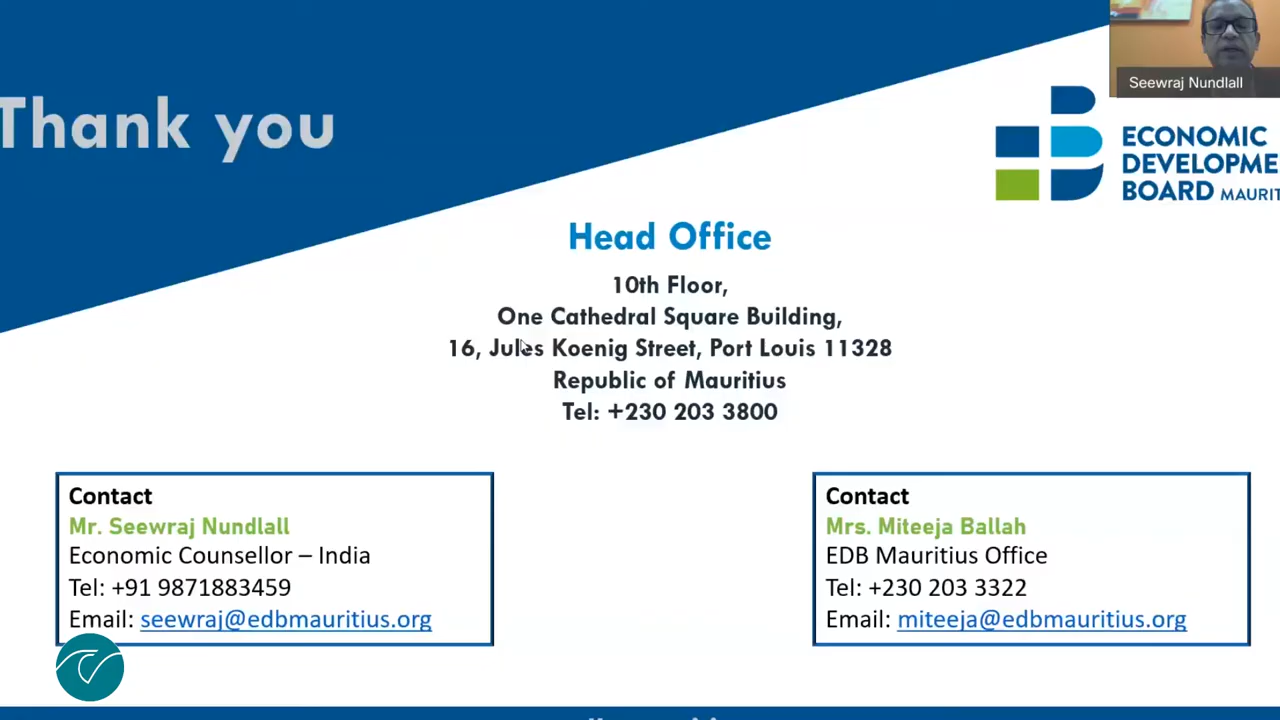 Seewraj Nundlall
Thank you
ECONOMIC
DEVELOPME
BOARD MAURIT
Head Office
10th Floor,
One Cathedral Square Building,
16, Jules Koenig Street, Port Louis 11328
Republic of Mauritius
Tel: +230 203 3800
Contact
Mr. Seewraj Nundlall
Economic Counsellor – India
Tel: +91 9871883459
Email: seewraj@edbmauritius.org
Contact
Mrs. Miteeja Ballah
EDB Mauritius Office
Tel: +230 203 3322
Email: miteeja@edbmauritius.org